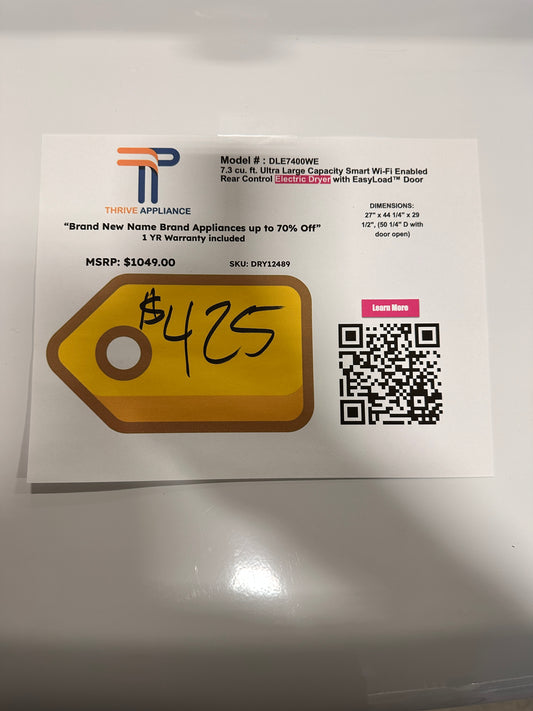 THRIVE APPLIANCE
Model # : DLE7400WE
7.3 cu. ft. Ultra Large Capacity Smart Wi-Fi Enabled
Rear Control Electric Dryer with EasyLoad™ Door
"Brand New Name Brand Appliances up to 70% Off"
1 YR Warranty included
DIMENSIONS:
27" x 44 1/4" x 29
1/2", (50 1/4" D with
door open)
MSRP: $1049.00
SKU: DRY12489
$425
Learn More